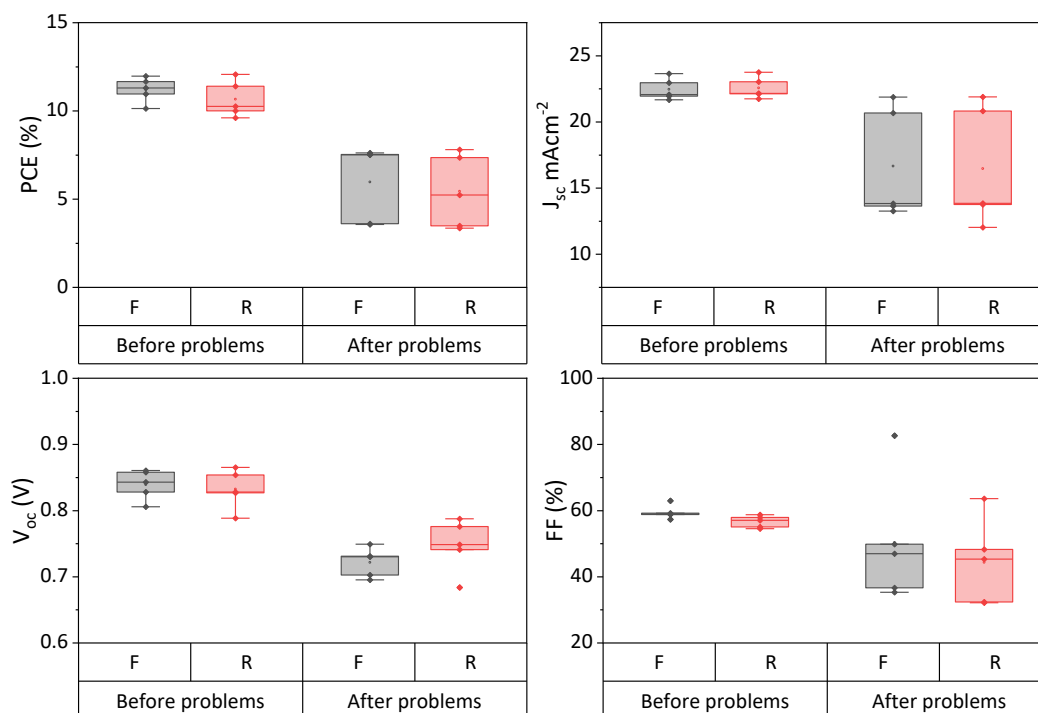 15
10
5
0
PCE (%)
F
R
F
R
Before problems
After problems
25
20
15
10
J_sc mAcm^-2
F
R
F
R
Before problems
After problems
1.0
0.9
0.8
0.7
0.6
V_oc (V)
F
R
F
R
Before problems
After problems
100
80
60
40
20
FF (%)
F
R
F
R
Before problems
After problems